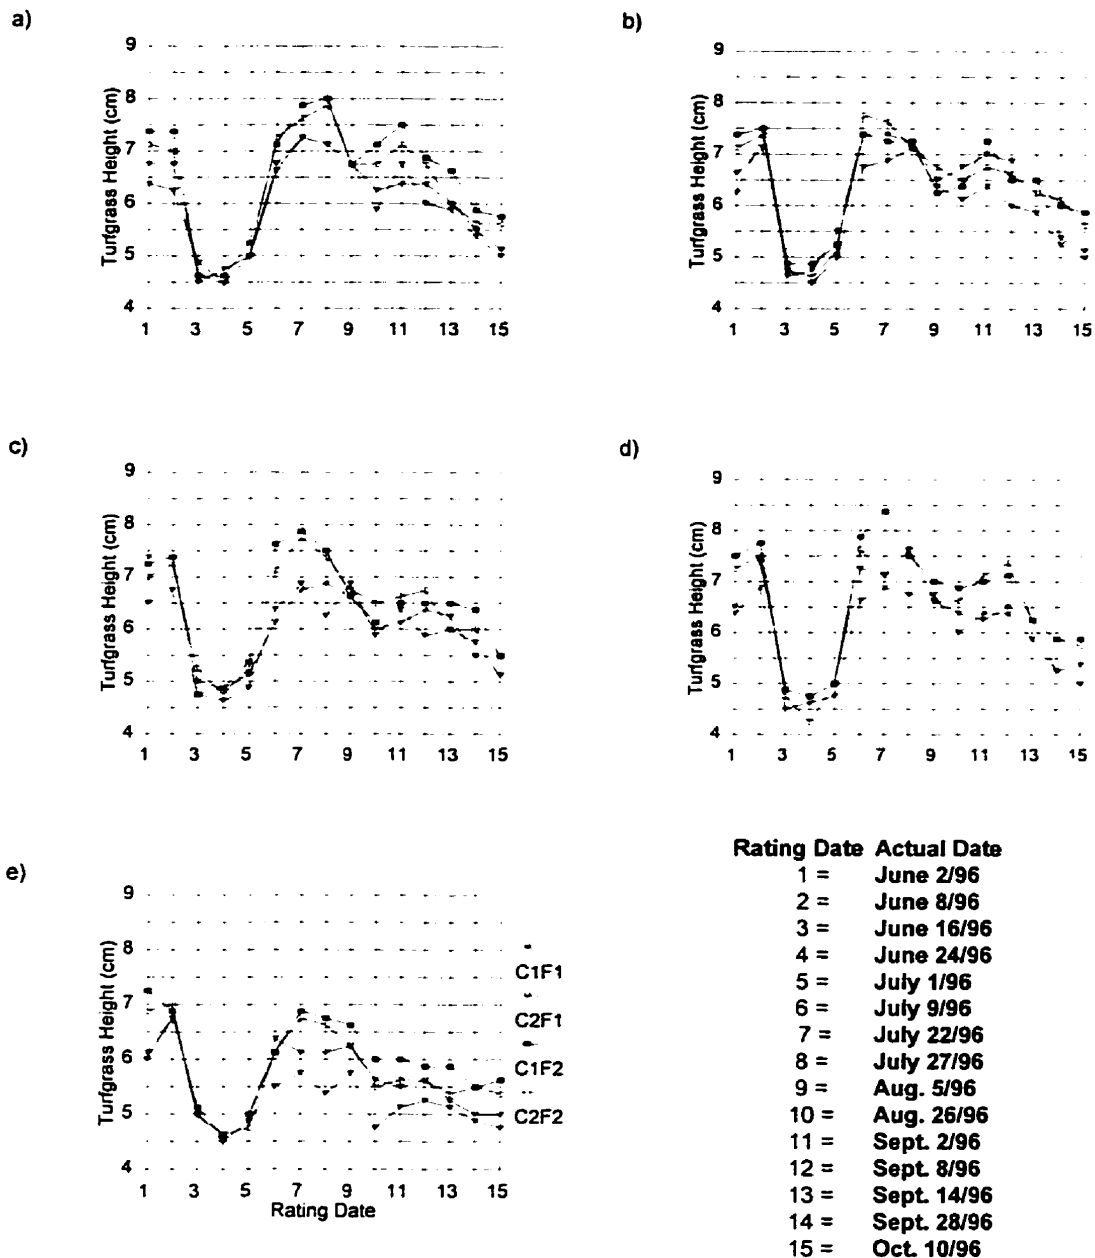 a)
Turfgrass Height (cm)
9
8
7
6
5
4
1 3 5 7 9 11 13 15
b)
Turfgrass Height (cm)
9
8
7
6
5
4
1 3 5 7 9 11 13 15
c)
Turfgrass Height (cm)
9
8
7
6
5
4
1 3 5 7 9 11 13 15
d)
Turfgrass Height (cm)
9
8
7
6
5
4
1 3 5 7 9 11 13 15
e)
Turfgrass Height (cm)
9
8
7
6
5
4
1 3 5 7 9 11 13 15
Rating Date
C1F1
C2F1
C1F2
C2F2
Rating Date Actual Date
1 = June 2/96
2 = June 8/96
3 = June 16/96
4 = June 24/96
5 = July 1/96
6 = July 9/96
7 = July 22/96
8 = July 27/96
9 = Aug. 5/96
10 = Aug. 26/96
11 = Sept. 2/96
12 = Sept. 8/96
13 = Sept. 14/96
14 = Sept. 28/96
15 = Oct. 10/96